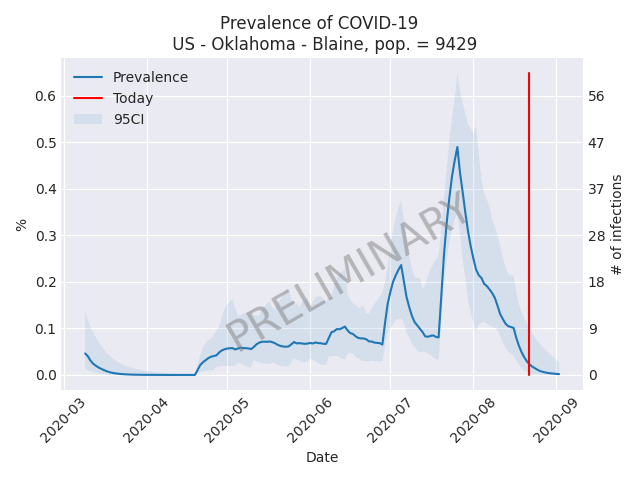 Prevalence of COVID-19
US - Oklahoma - Blaine, pop. = 9429
Prevalence
Today
95CI
PRELIMINARY
%
0.6
0.5
0.4
0.3
0.2
0.1
0.0
56
47
37
28
18
9
0
# of infections
2020-03
2020-04
2020-05
2020-06
2020-07
2020-08
2020-09
Date